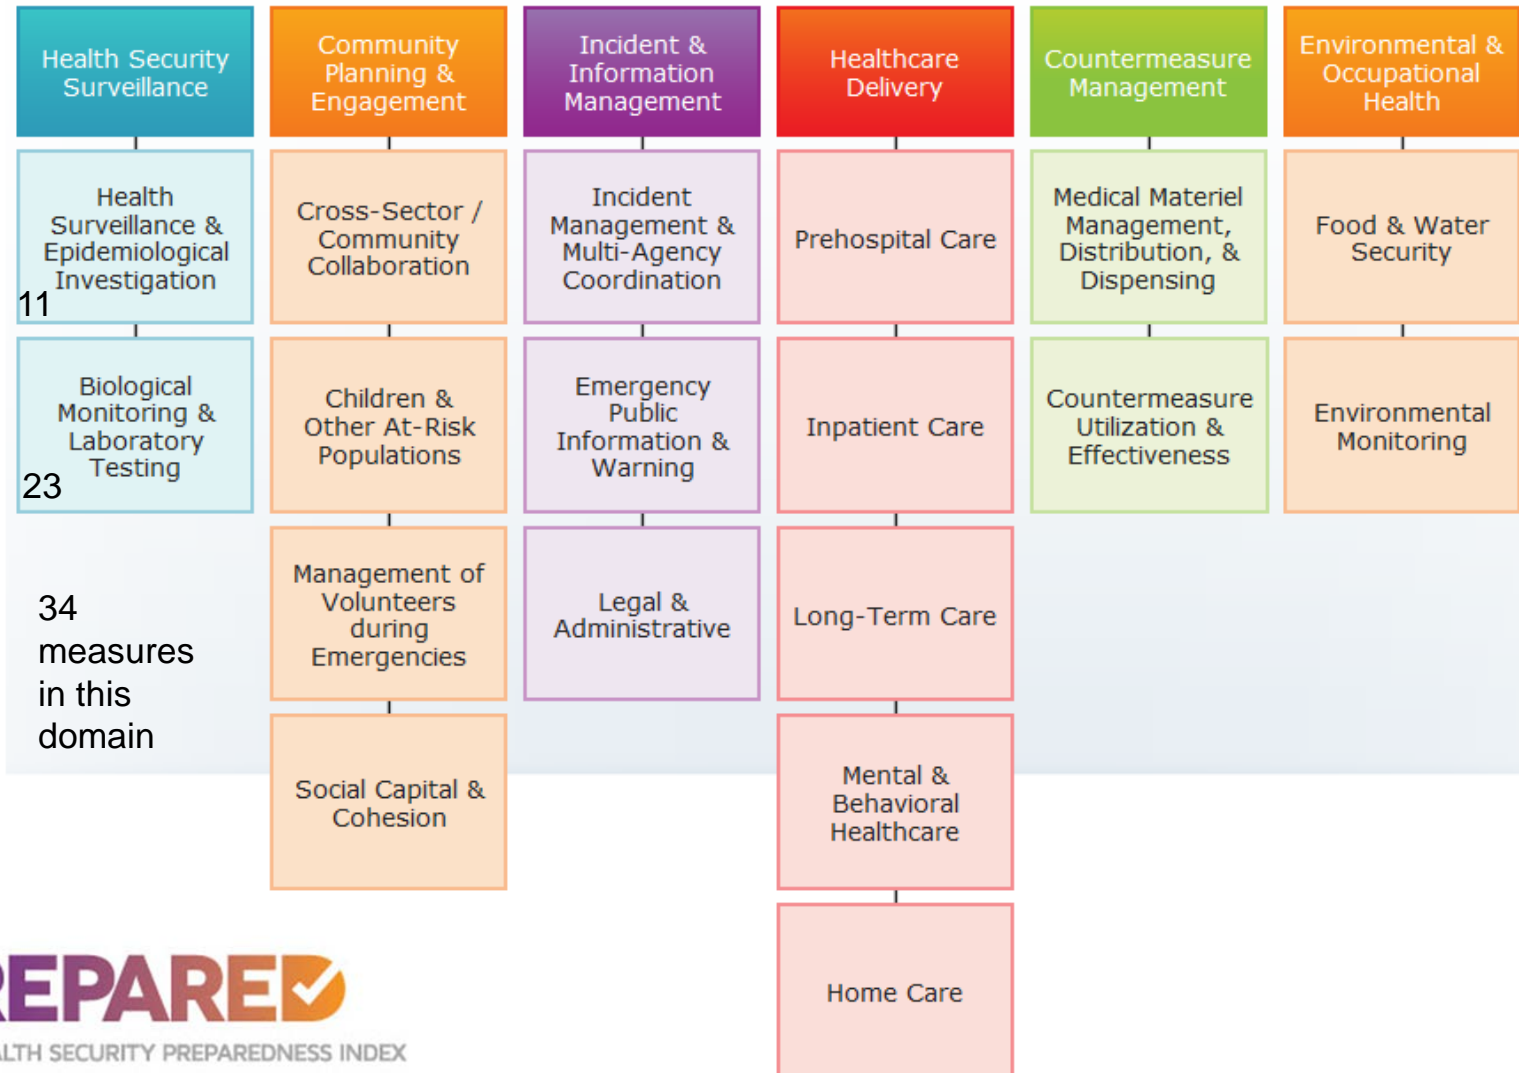 Health Security
Surveillance
Community
Planning &
Engagement
Incident &
Information
Management
Healthcare
Delivery
Countermeasure
Management
Environmental &
Occupational
Health
Health
Surveillance &
Epidemiological
Investigation
11
Cross-Sector /
Community
Collaboration
Incident
Management &
Multi-Agency
Coordination
Prehospital Care
Medical Materiel
Management,
Distribution, &
Dispensing
Food & Water
Security
Biological
Monitoring &
Laboratory
Testing
23
Children &
Other At-Risk
Populations
Emergency
Public
Information &
Warning
Inpatient Care
Countermeasure
Utilization &
Effectiveness
Environmental
Monitoring
34
measures
in this
domain
Management of
Volunteers
during
Emergencies
Legal &
Administrative
Long-Term Care
Social Capital &
Cohesion
Mental &
Behavioral
Healthcare
Home Care
REPARED
ALTH SECURITY PREPAREDNESS INDEX